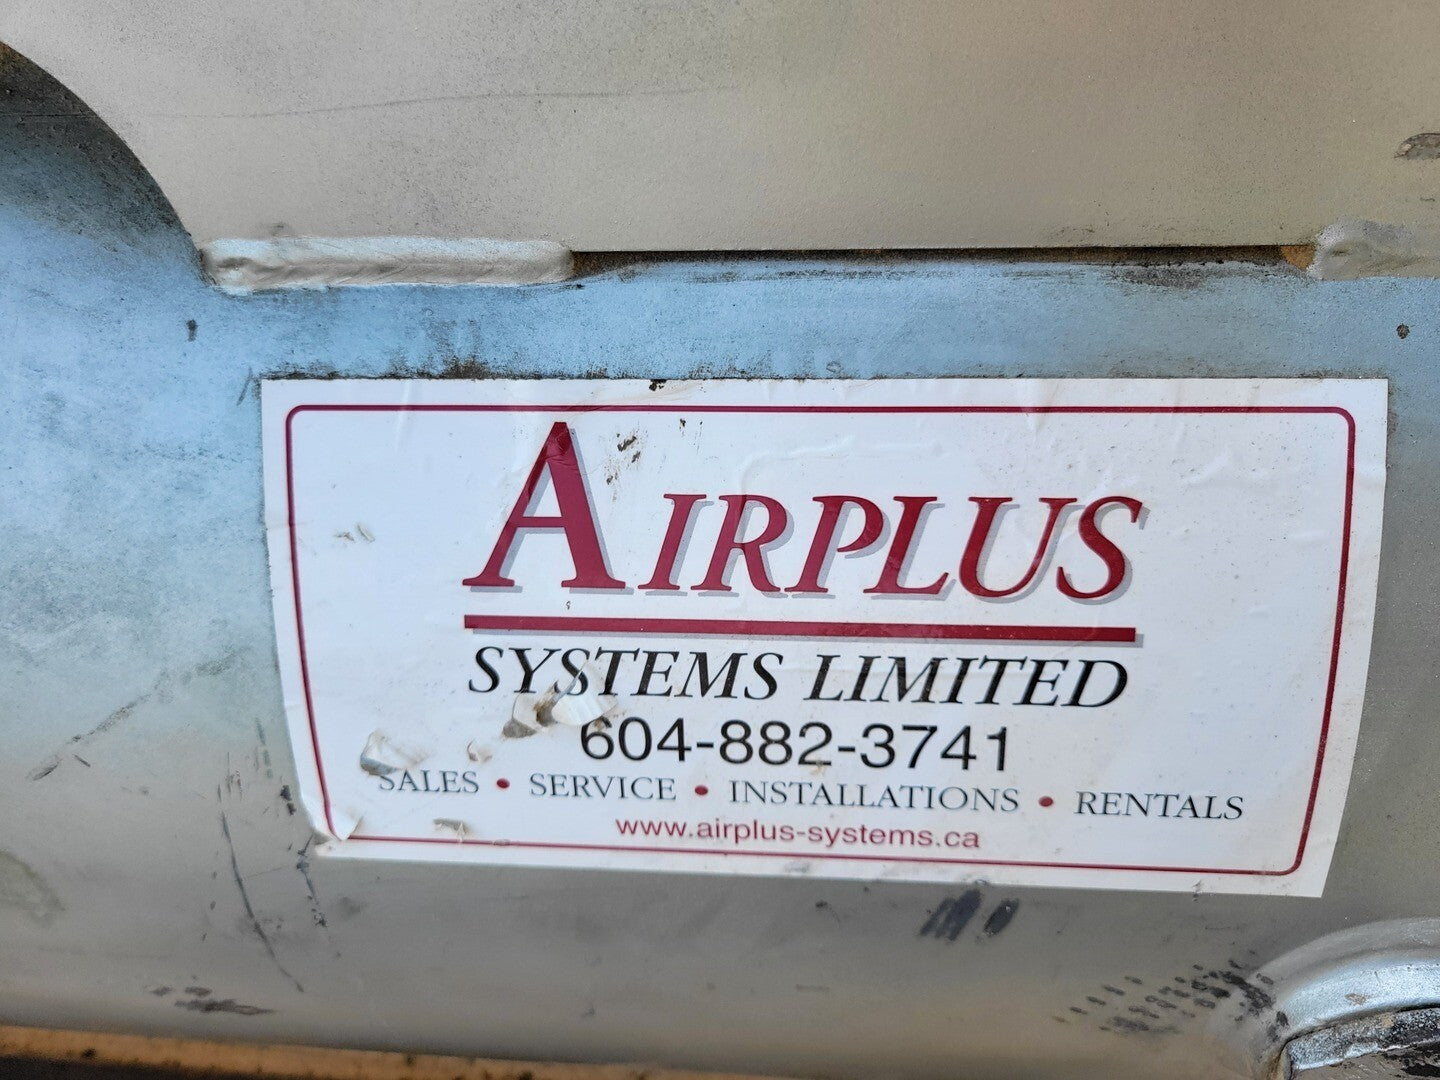 AIRPLUS
SYSTEMS LIMITED
604-882-3741
SALES • SERVICE • INSTALLATIONS • RENTALS
www.airplus-systems.ca